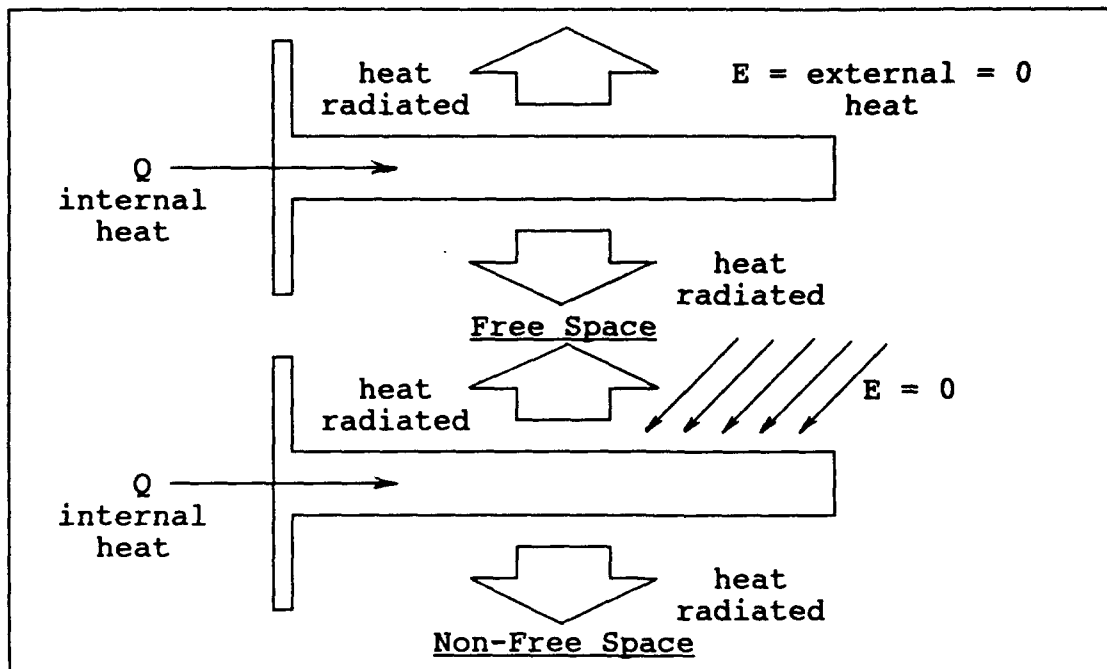 heat
radiated
E = external = 0
heat
Q
internal
heat
heat
radiated
Free Space
heat
radiated
E = 0
Q
internal
heat
heat
radiated
Non-Free Space